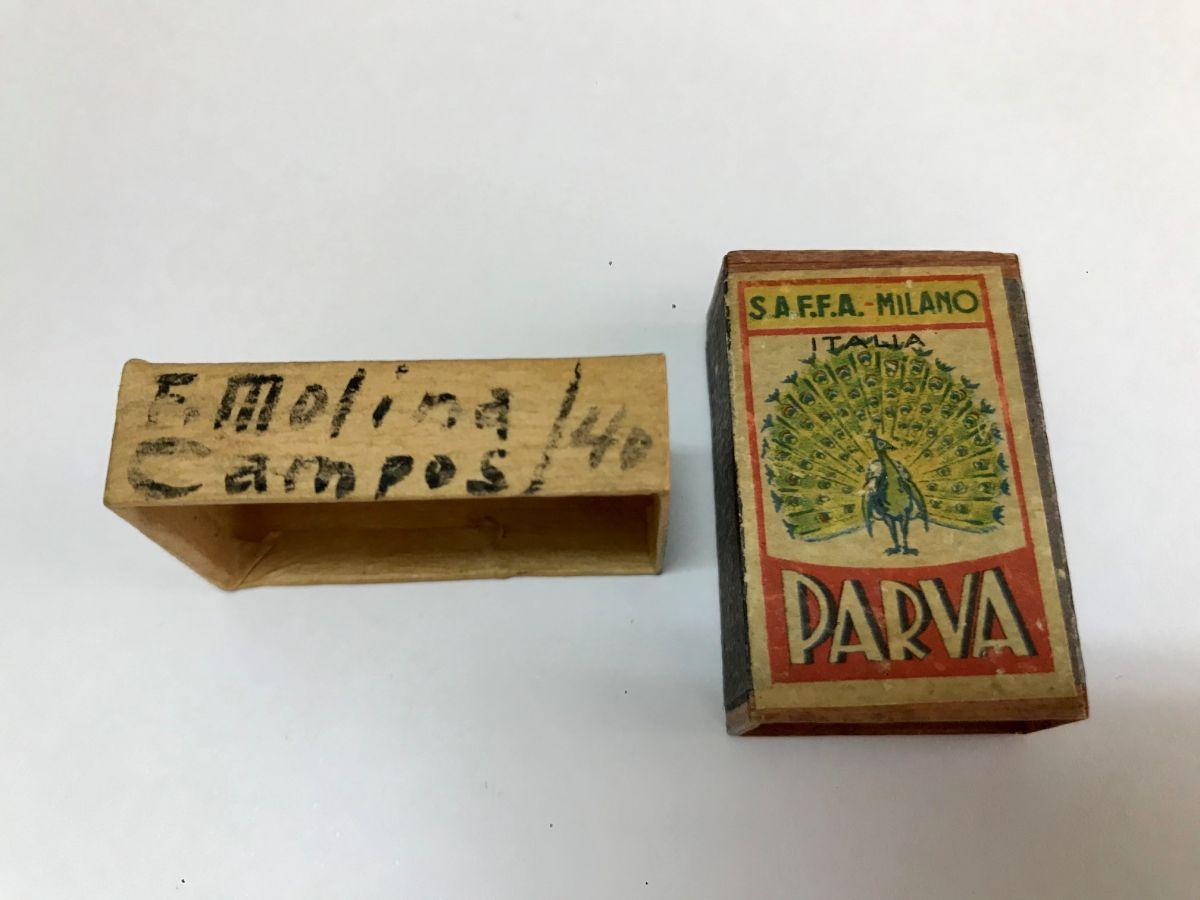 F. Molina
Campos /40
S.A.F.F.A. - MILANO
ITALIA
PARVA